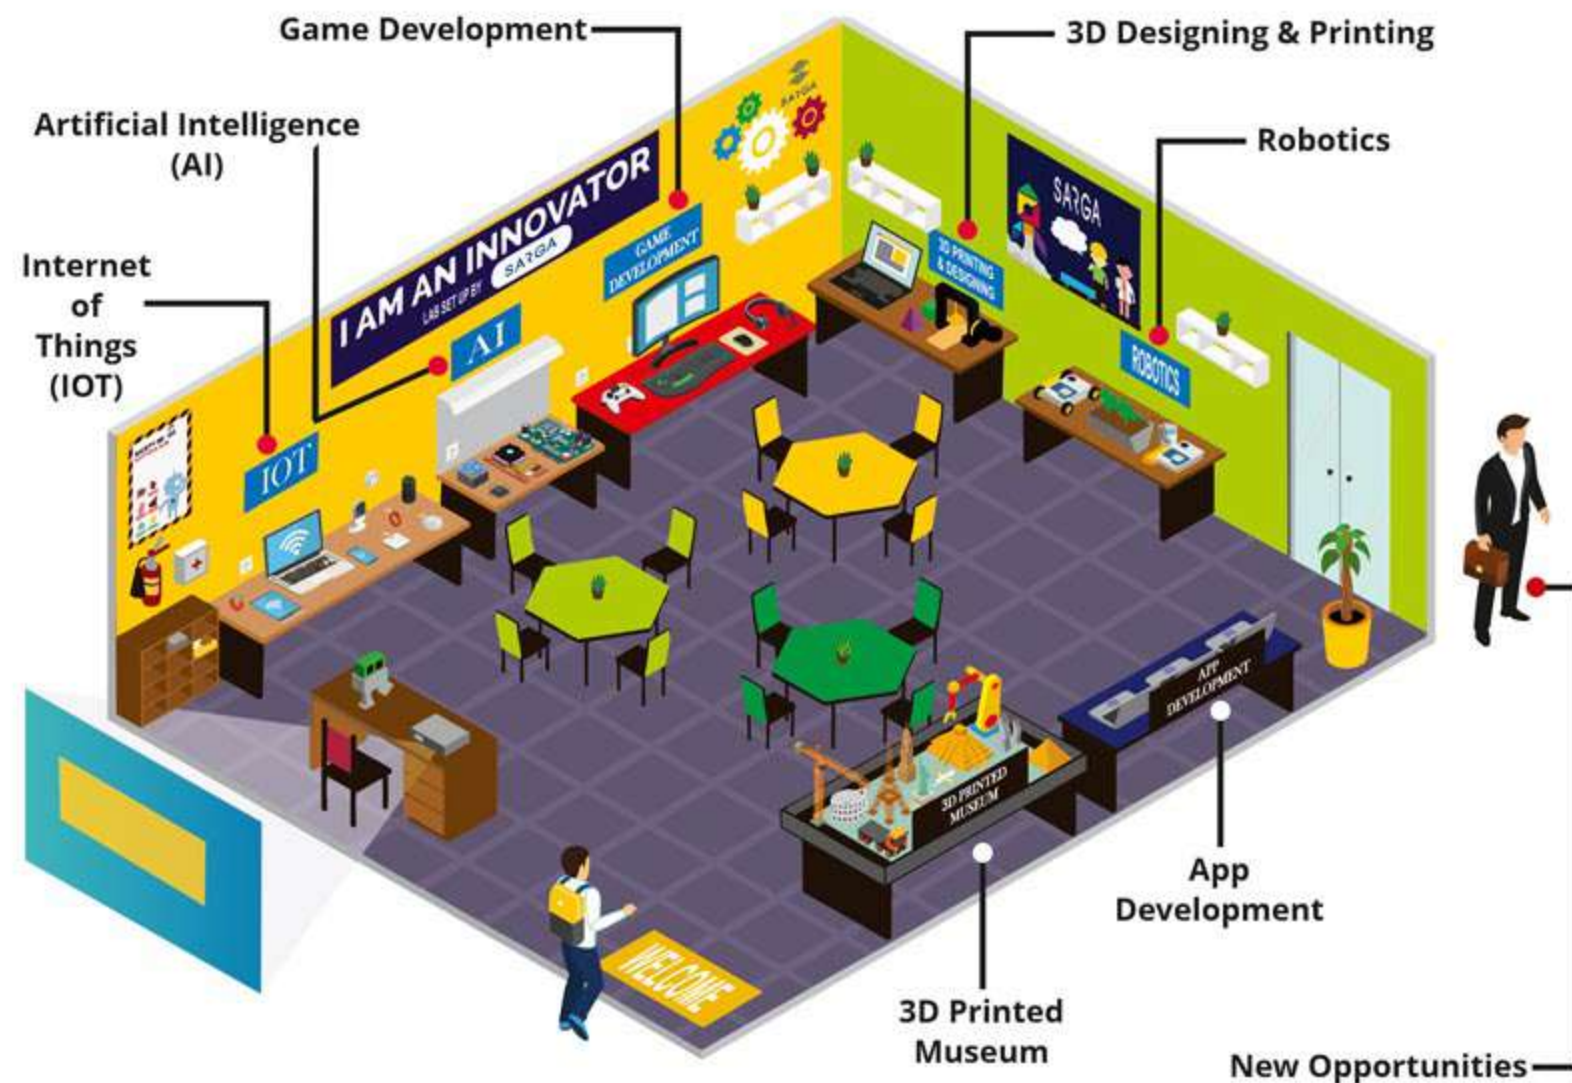 Game Development
3D Designing & Printing
Artificial Intelligence
(AI)
Robotics
Internet
of
Things
(IOT)
SARGA
I AM AN INNOVATOR
LAB SET UP BY SARGA
GAME
DEVELOPMENT
AI
IOT
3D PRINTING
& DESIGNING
SARGA
ROBOTICS
APP
DEVELOPMENT
3D PRINTED
MUSEUM
WELCOME
App
Development
3D Printed
Museum
New Opportunities